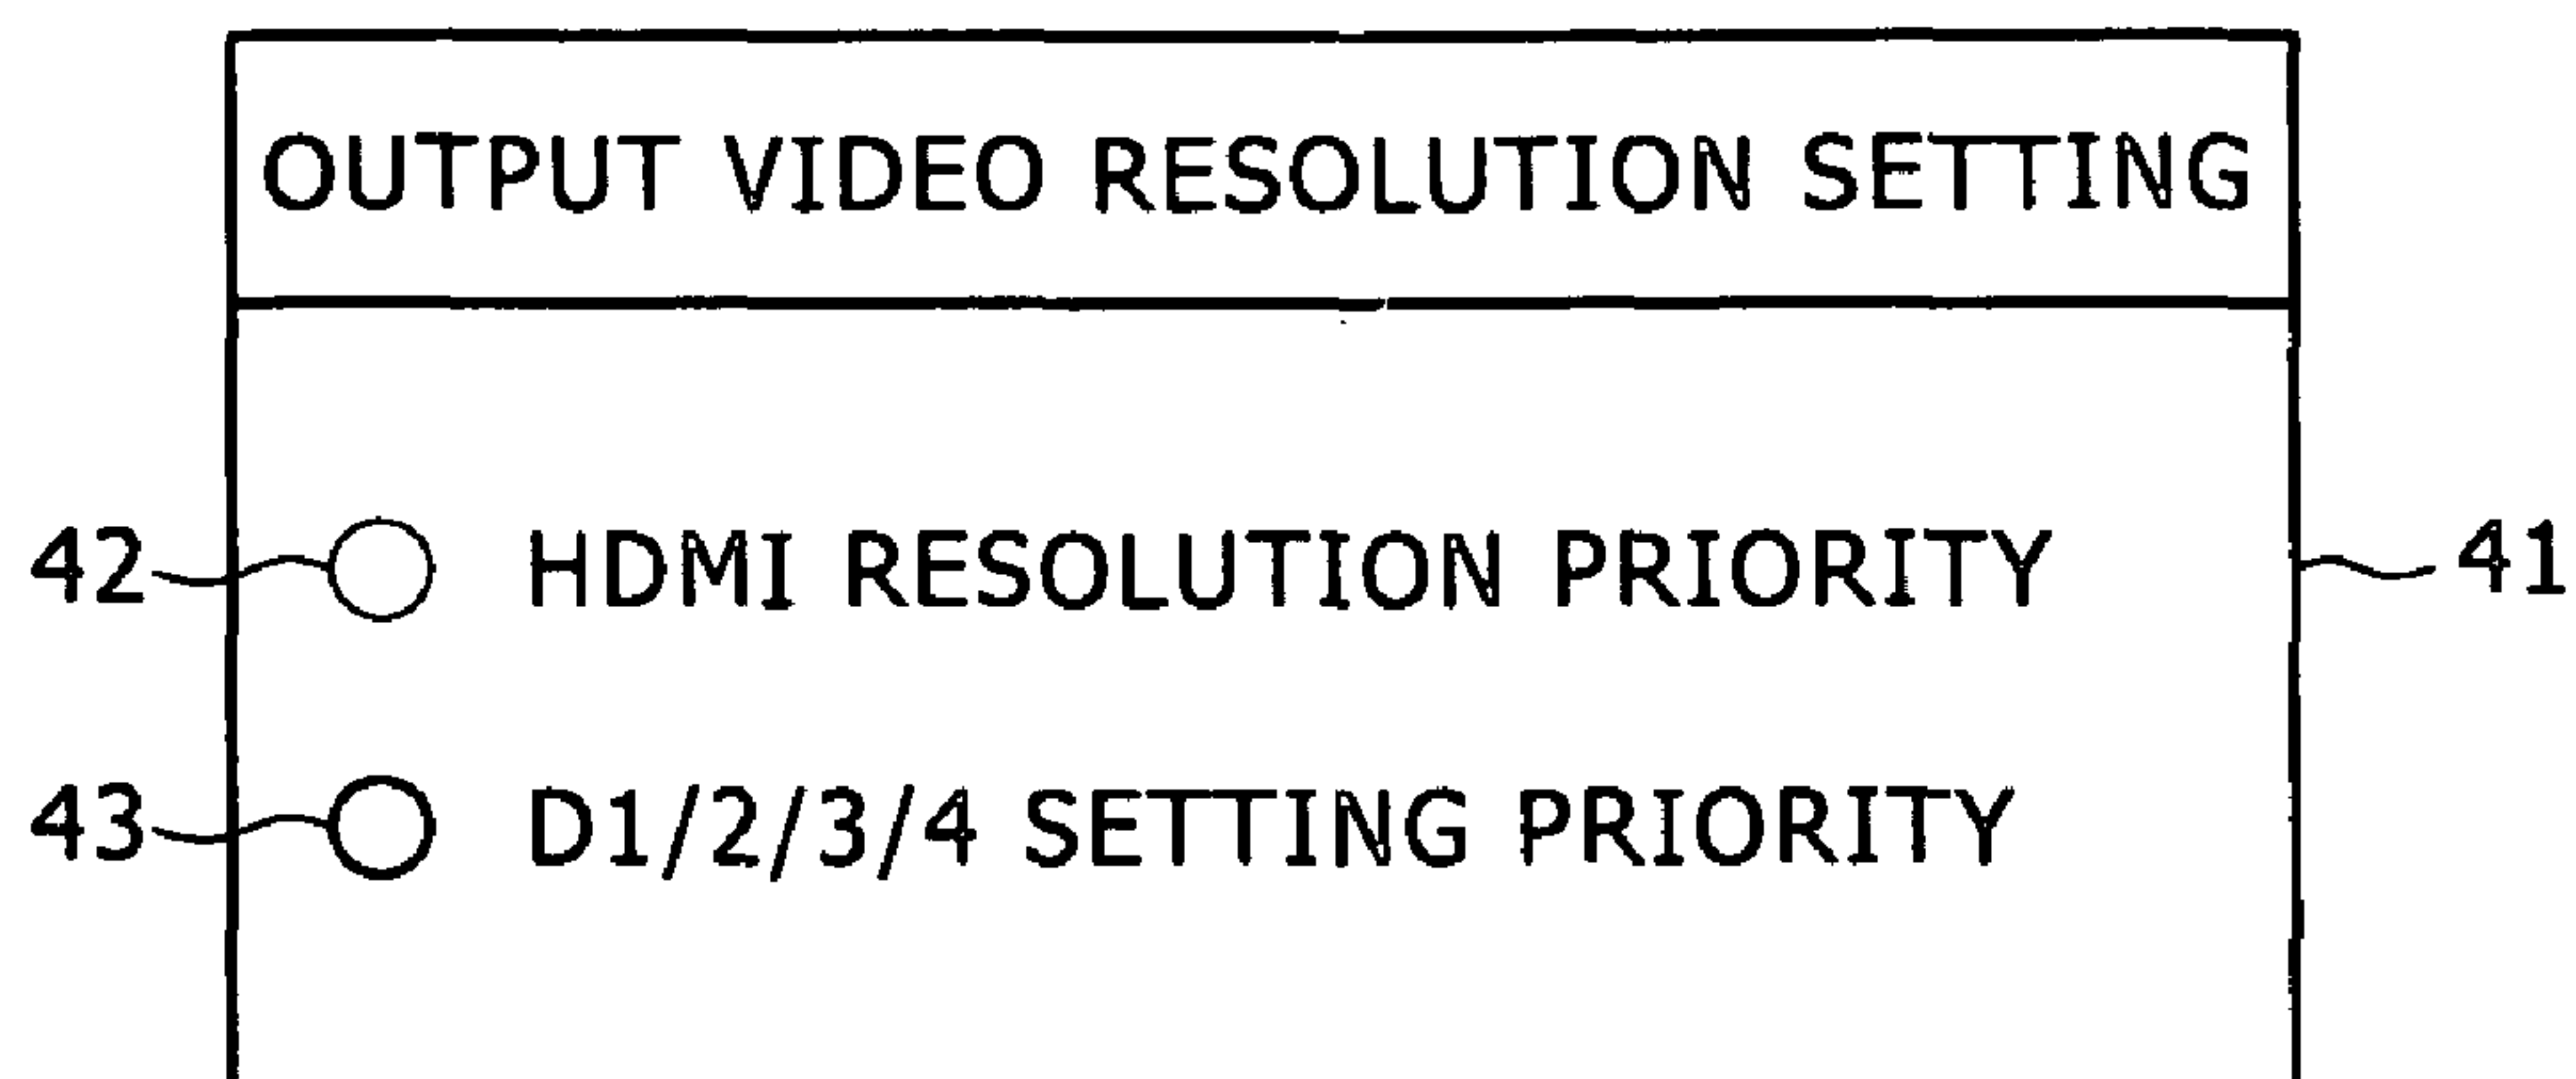 OUTPUT VIDEO RESOLUTION SETTING
42 HDMI RESOLUTION PRIORITY 41
43 D1/2/3/4 SETTING PRIORITY